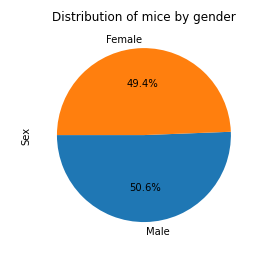 Distribution of mice by gender
Female
49.4%
Sex
50.6%
Male